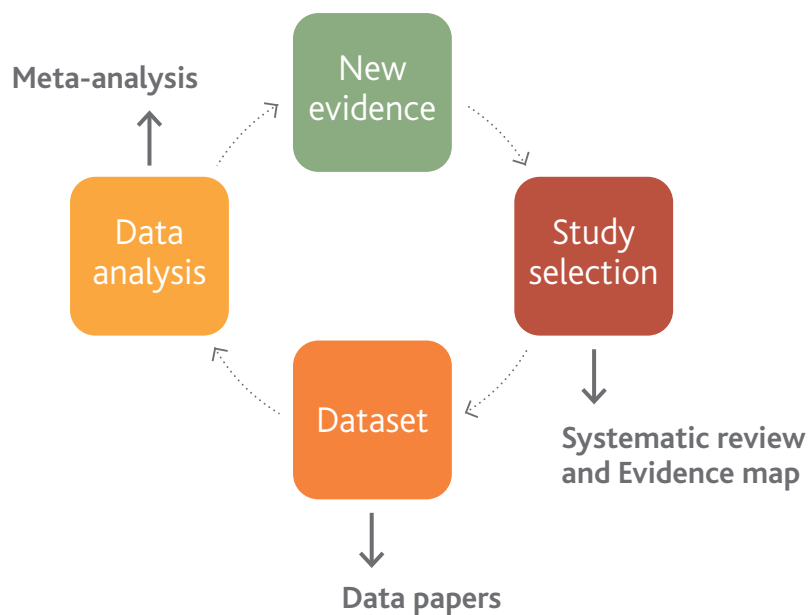 Meta-analysis
New
evidence
Data
analysis
Study
selection
Dataset
Systematic review
and Evidence map
Data papers